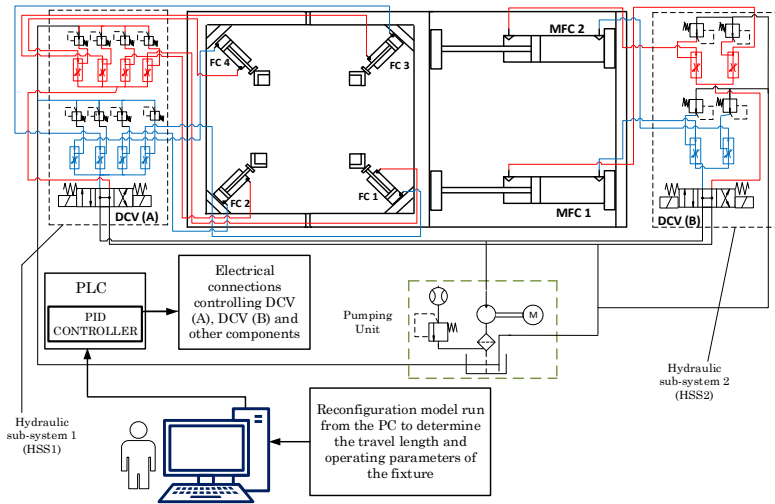 MFC 2
FC 4
FC 3
FC 2
FC 1
MFC 1
DCV (A)
DCV (B)
PLC
PID
CONTROLLER
Electrical
connections
controlling DCV
(A), DCV (B) and
other components
Pumping
Unit
M
Hydraulic
sub-system 1
(HSS1)
Hydraulic
sub-system 2
(HSS2)
Reconfiguration model run
from the PC to determine
the travel length and
operating parameters
of the fixture